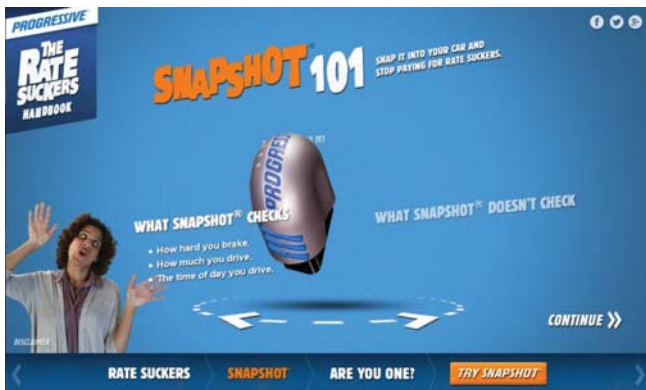 PROGRESSIVE
THE
RATE
SUCKERS
HANDBOOK
SNAPSHOT® 101
SNAP IT INTO YOUR CAR AND
STOP PAYING FOR RATE SUCKERS.
PROGRES
WHAT SNAPSHOT® CHECKS
• How hard you brake.
• How much you drive.
• The time of day you drive.
WHAT SNAPSHOT® DOESN'T CHECK
CONTINUE
DISCLAIMER
RATE SUCKERS
SNAPSHOT
ARE YOU ONE?
TRY SNAPSHOT